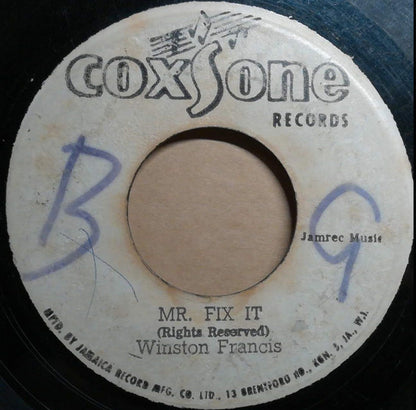 Coxsone
RECORDS
B
G
Jamrec Music
MR. FIX IT
(Rights Reserved)
Winston Francis
MFTD. BY JAMAICA RECORD MFG. CO. LTD., 13 BRENTFORD RD., KGN. 5, JA., W.I.